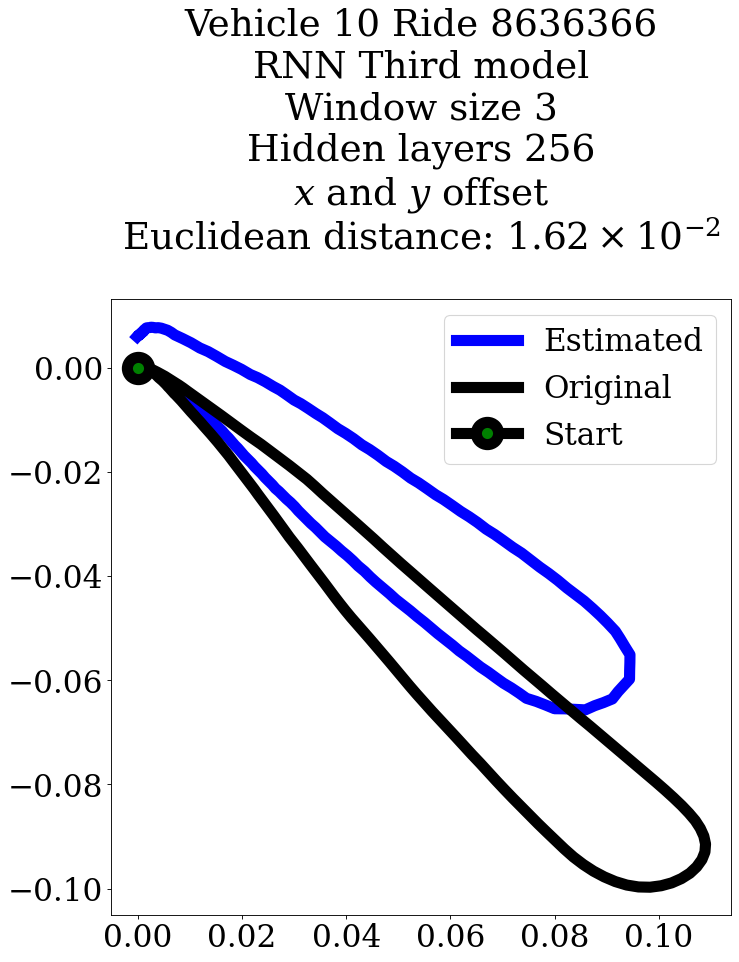 Vehicle 10 Ride 8636366
RNN Third model
Window size 3
Hidden layers 256
x and y offset
Euclidean distance: 1.62 × 10⁻²
Estimated
Original
Start
0.00
−0.02
−0.04
−0.06
−0.08
−0.10
0.00 0.02 0.04 0.06 0.08 0.10